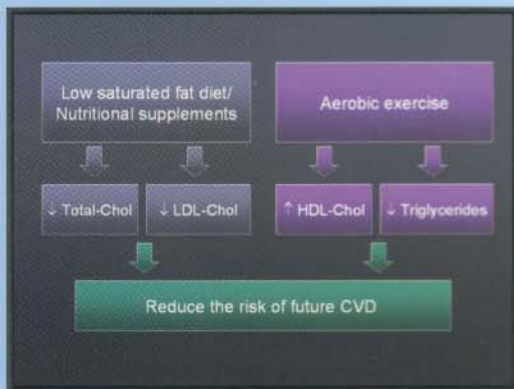 Low saturated fat diet/
Nutritional supplements
Aerobic exercise
↓ Total-Chol
↓ LDL-Chol
↑ HDL-Chol
↓ Triglycerides
Reduce the risk of future CVD